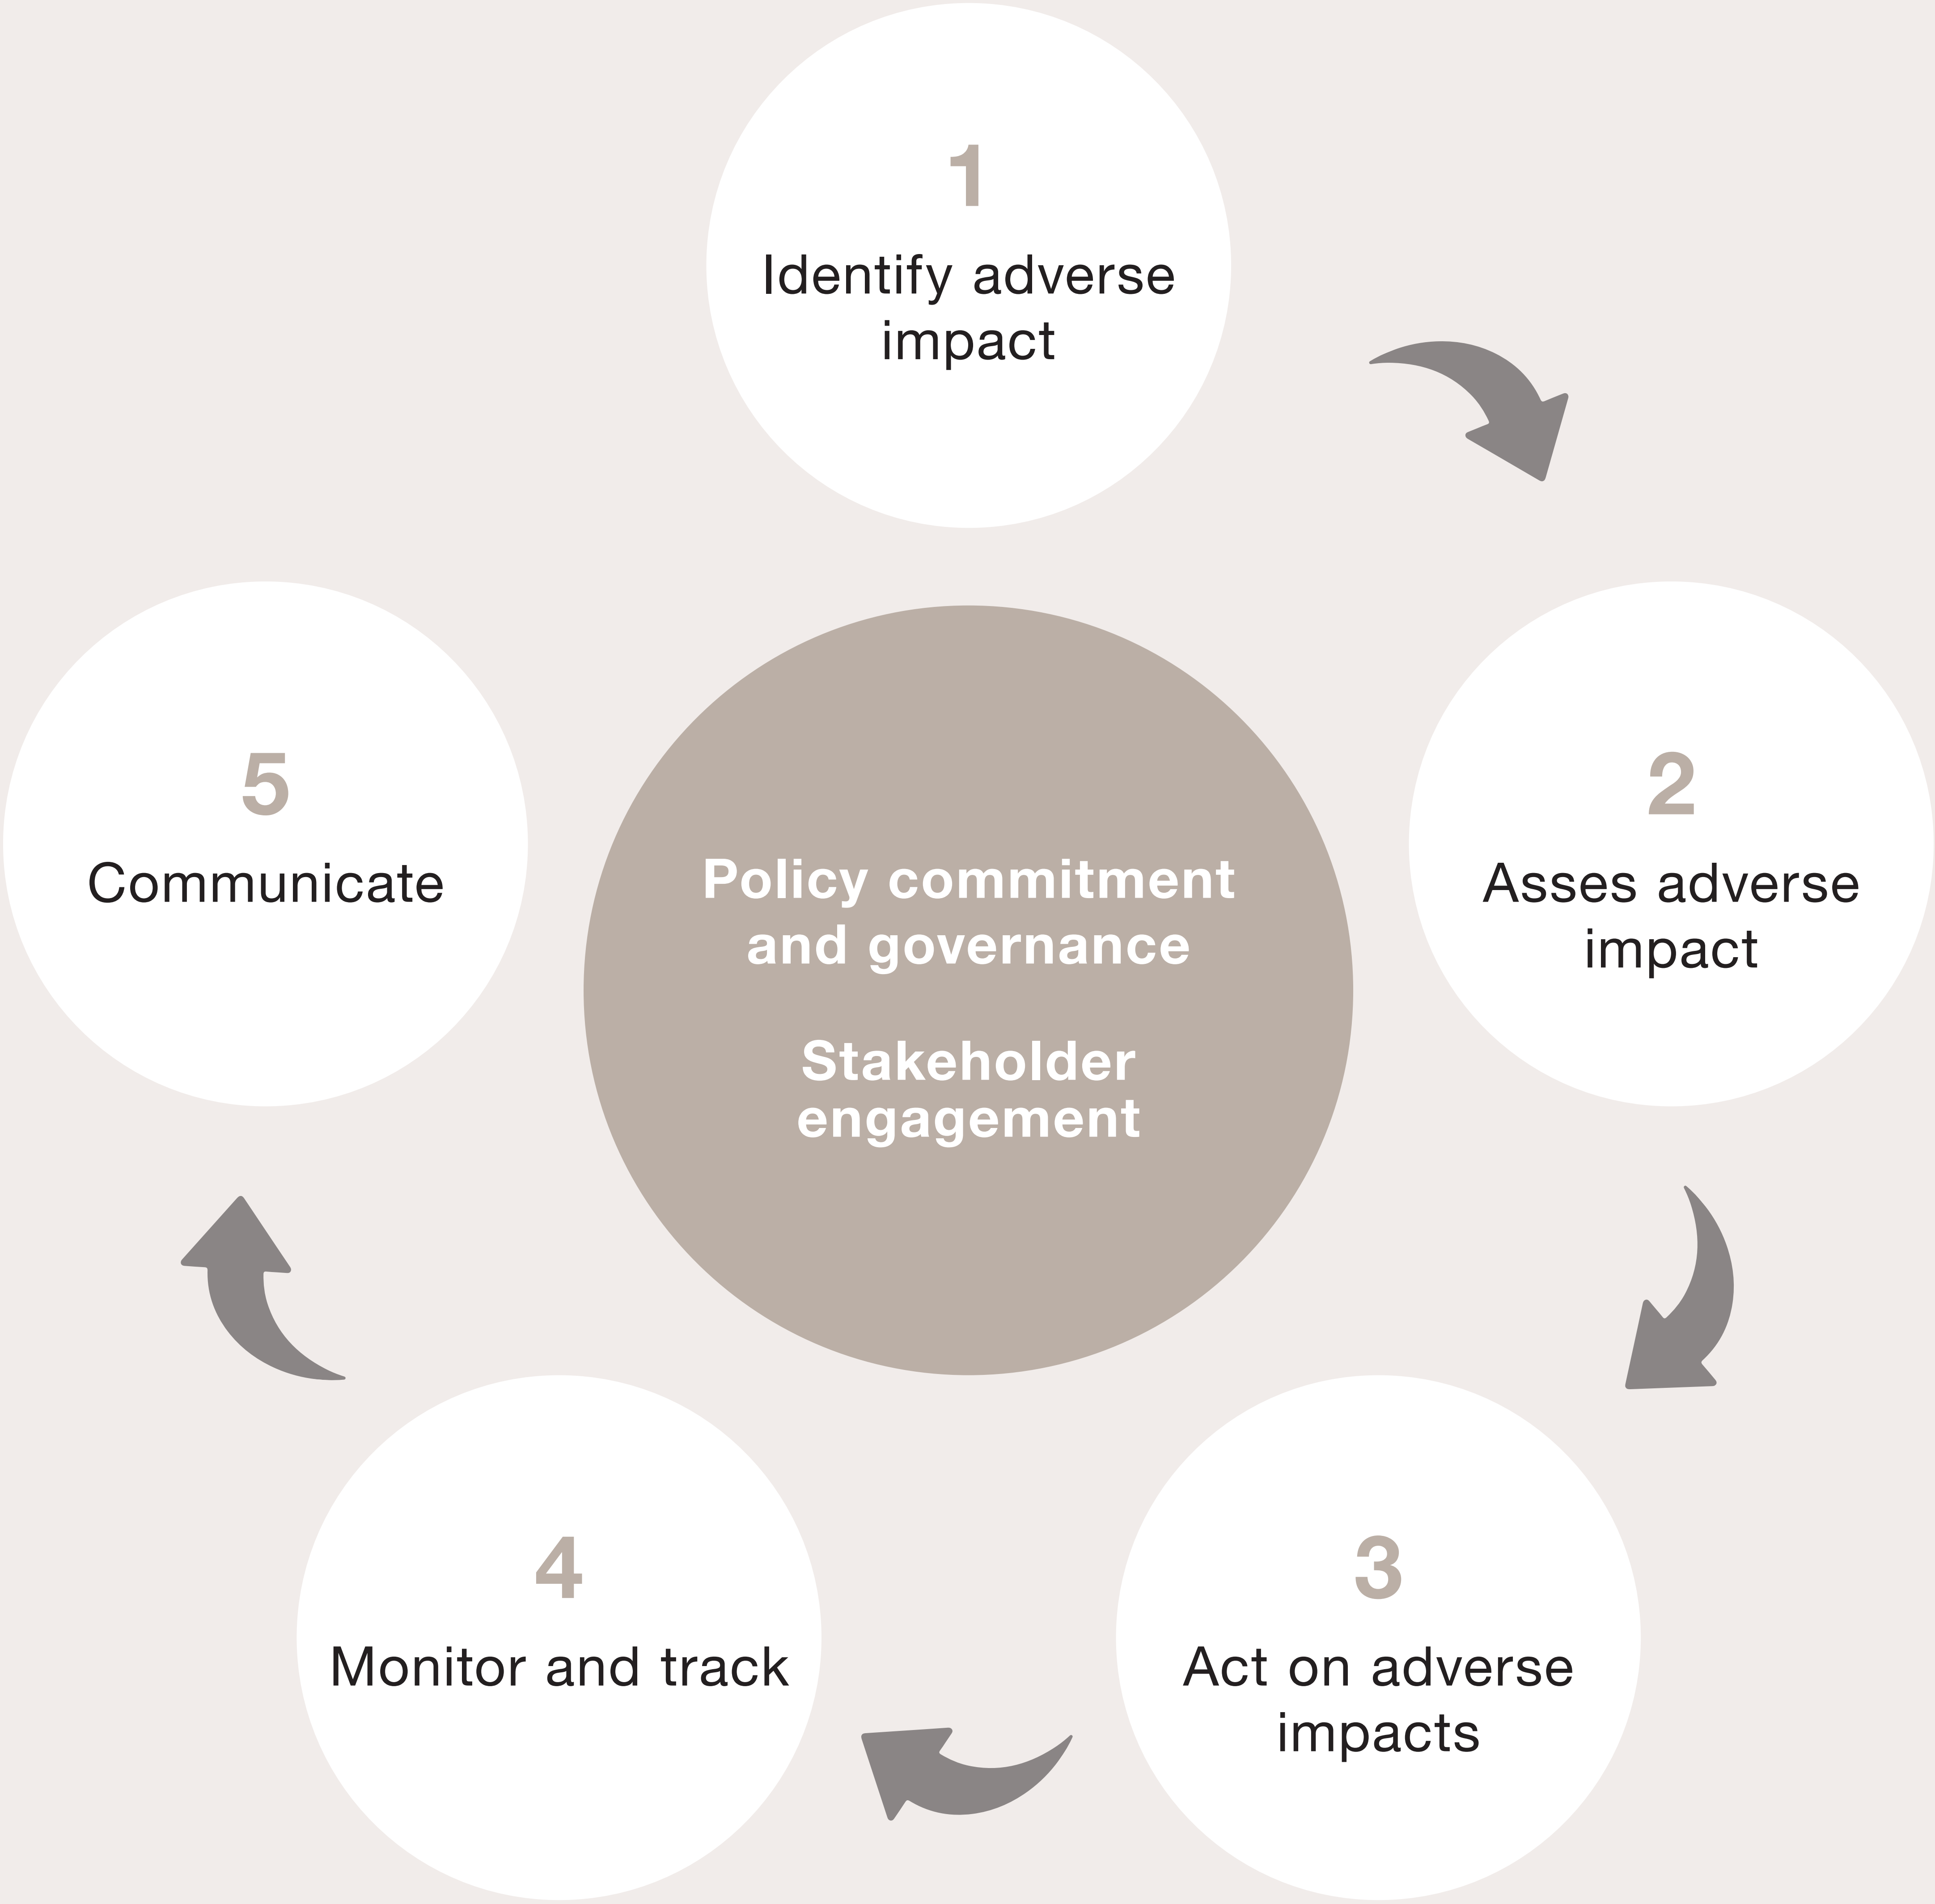 1
Identify adverse
impact
2
Asses adverse
impact
3
Act on adverse
impacts
4
Monitor and track
5
Communicate
Policy commitment
and governance
Stakeholder
engagement